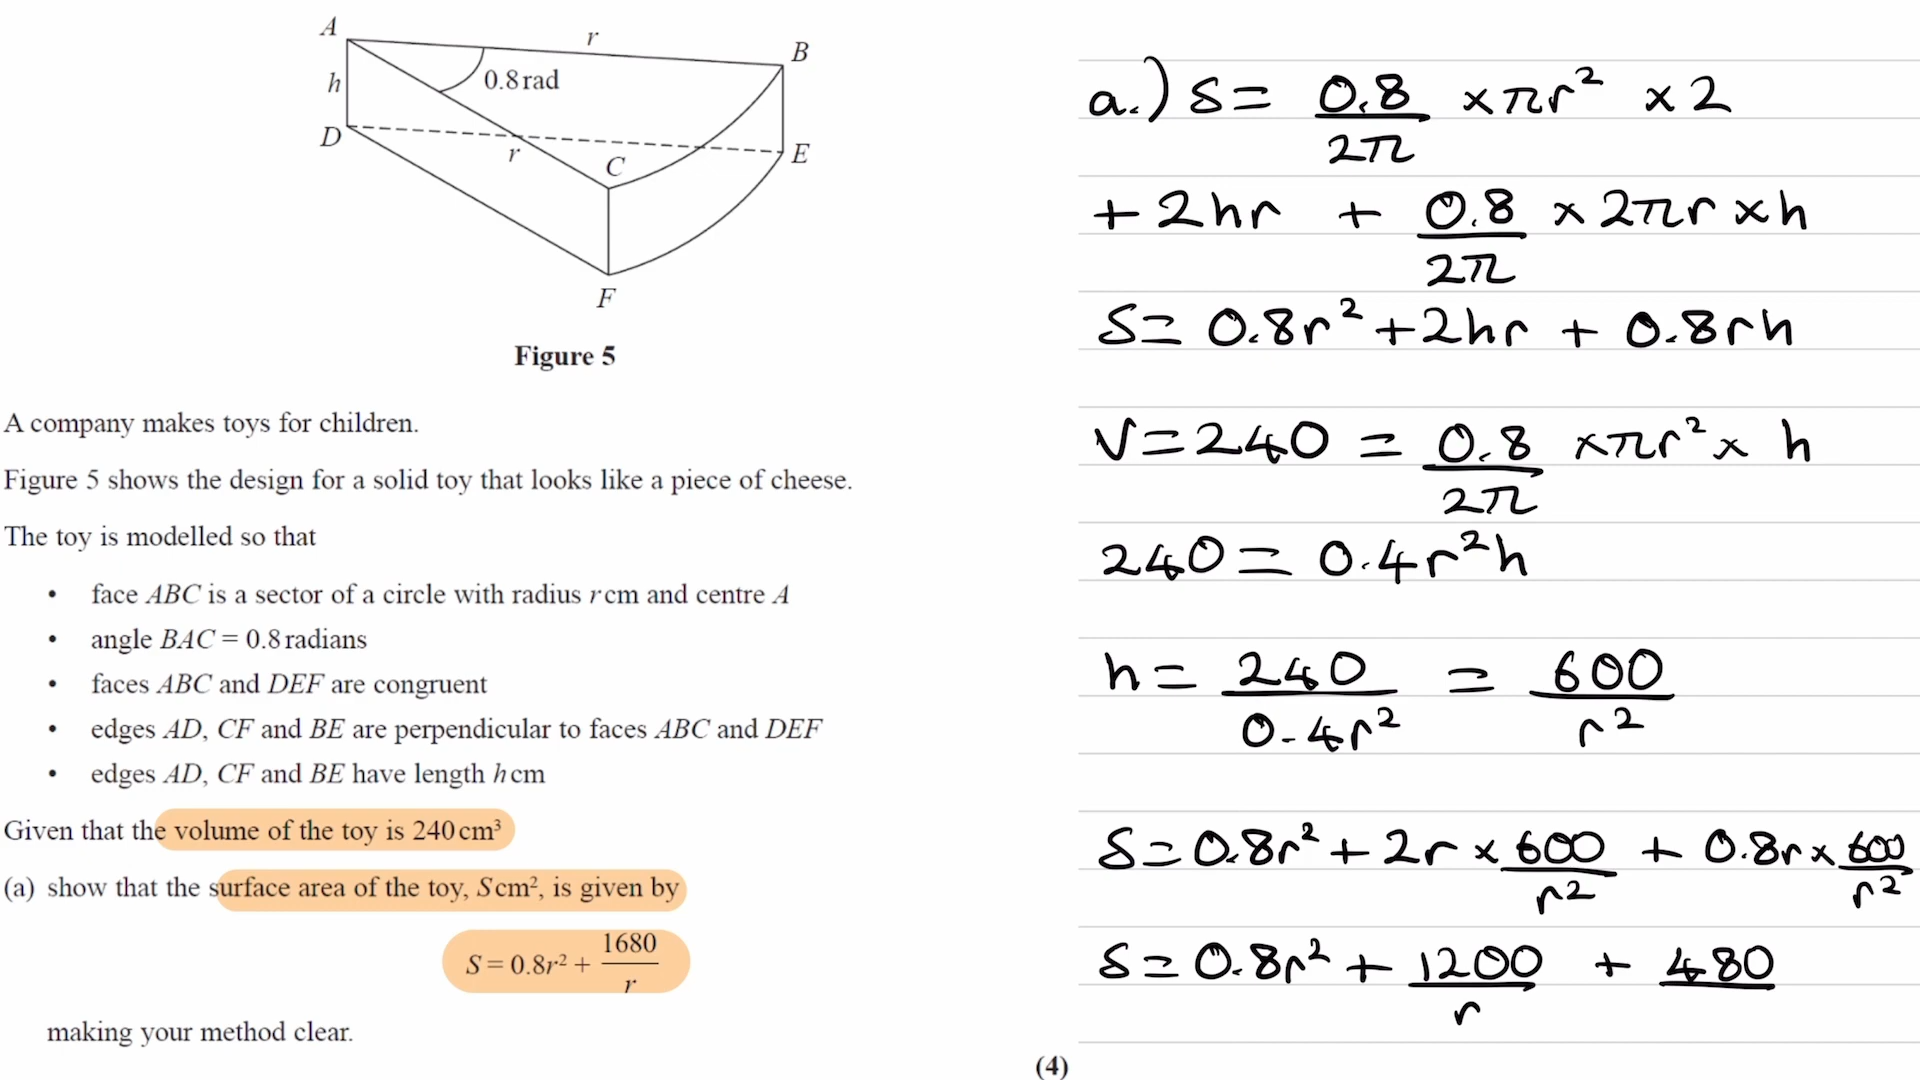 A
r
B
h
0.8 rad
D
r
C
E
F
Figure 5
A company makes toys for children.
Figure 5 shows the design for a solid toy that looks like a piece of cheese.
The toy is modelled so that
• face ABC is a sector of a circle with radius r cm and centre A
• angle BAC = 0.8 radians
• faces ABC and DEF are congruent
• edges AD, CF and BE are perpendicular to faces ABC and DEF
• edges AD, CF and BE have length h cm
Given that the volume of the toy is 240 cm³
(a) show that the surface area of the toy, S cm², is given by
S = 0.8r² + 1680/r
making your method clear.
(4)
a.) S = 0.8/2π × πr² × 2
+ 2hr + 0.8/2π × 2πr × h
S = 0.8r² + 2hr + 0.8rh
V = 240 = 0.8/2π × πr² × h
240 = 0.4r²h
h = 240/0.4r² = 600/r²
S = 0.8r² + 2r × 600/r² + 0.8r × 600/r²
S = 0.8r² + 1200/r + 480